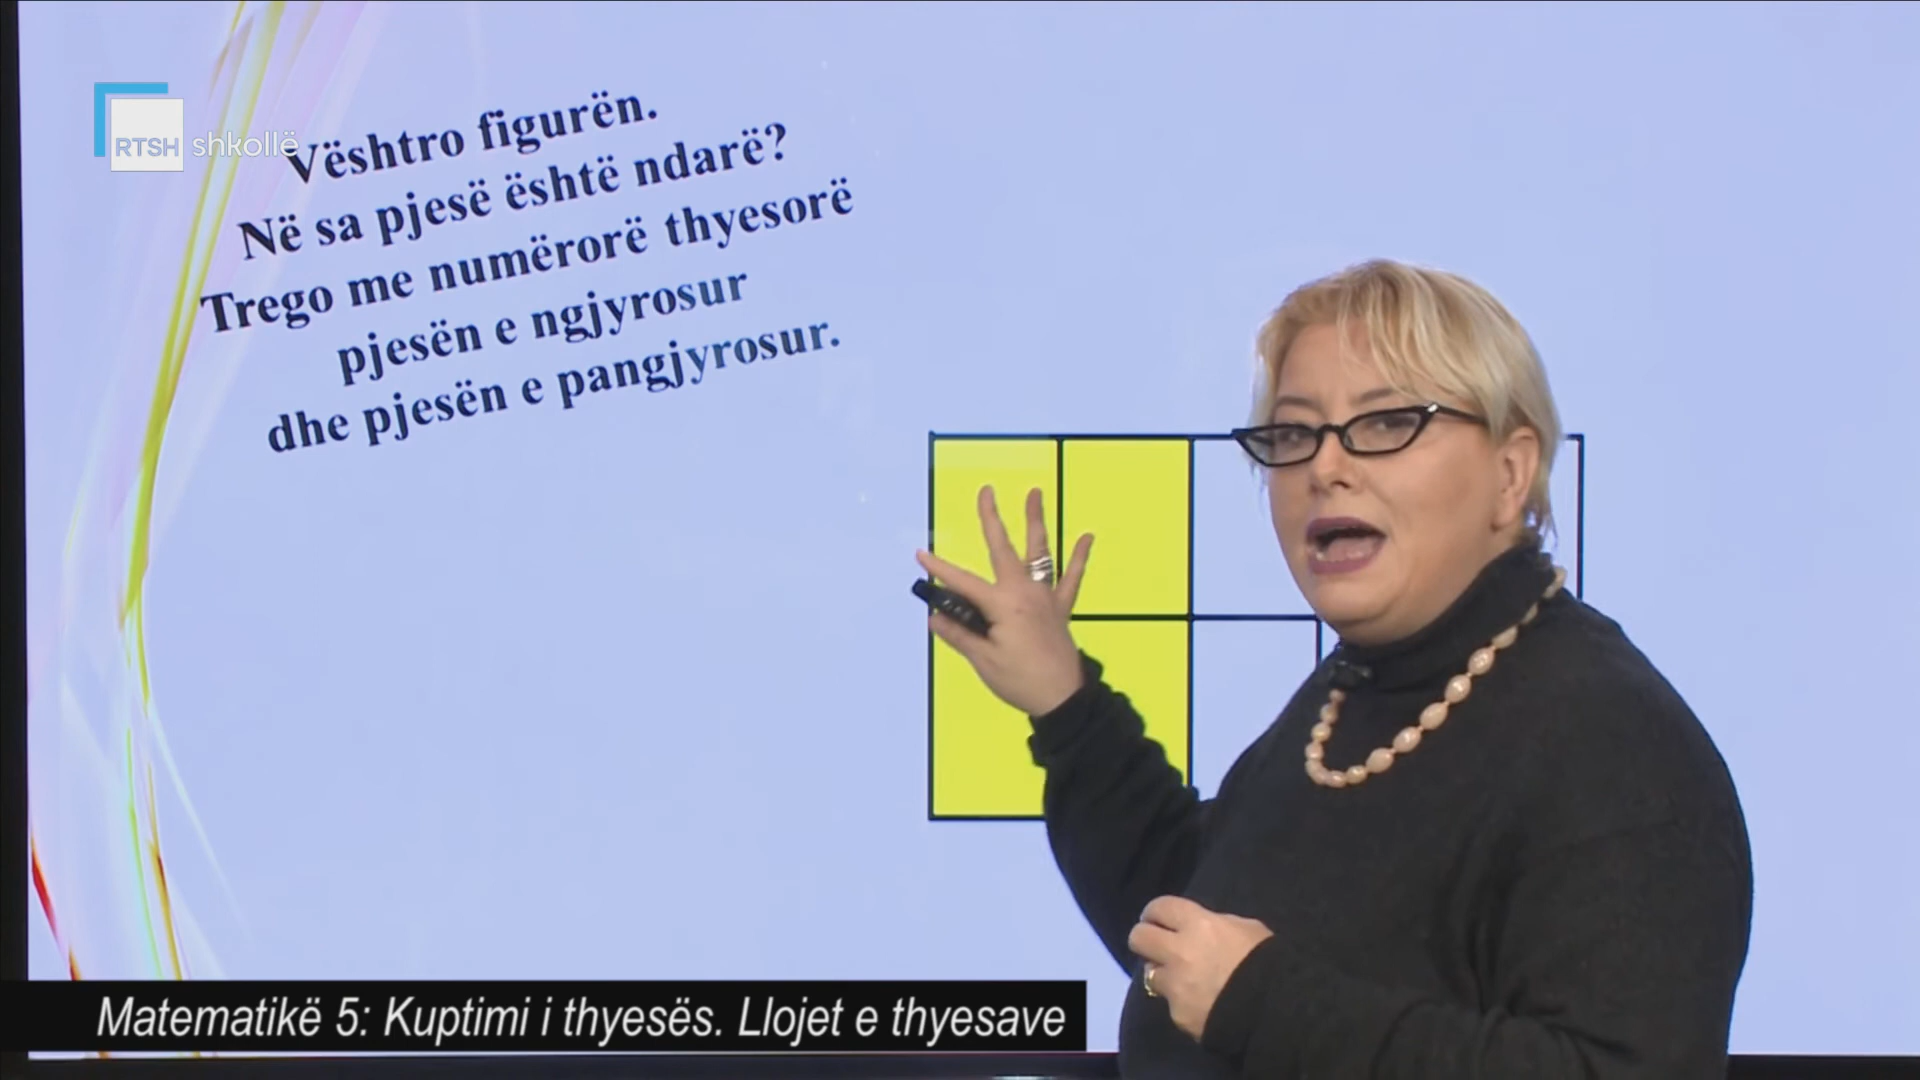 RTSH shkollë
Vështro figurën.
Në sa pjesë është ndarë?
Trego me numërorë thyesorë
pjesën e ngjyrosur
dhe pjesën e pangjyrosur.
Matematikë 5: Kuptimi i thyesës. Llojet e thyesave